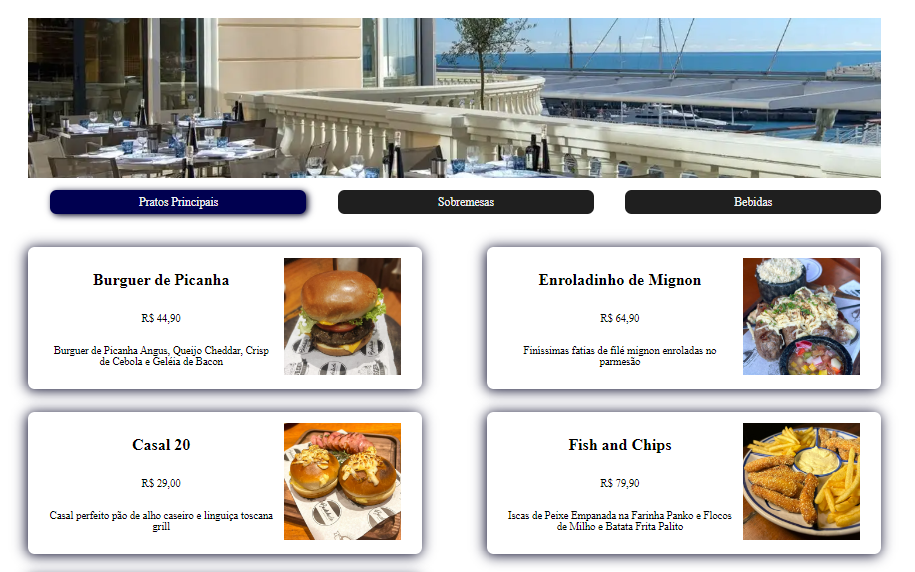 Pratos Principais
Sobremesas
Bebidas
Burguer de Picanha
R$ 44,90
Burguer de Picanha Angus, Queijo Cheddar, Crisp
de Cebola e Geléia de Bacon
Enroladinho de Mignon
R$ 64,90
Finissimas fatias de filé mignon enroladas no
parmesão
Casal 20
R$ 29,00
Casal perfeito pão de alho caseiro e linguiça toscana
grill
Fish and Chips
R$ 79,90
Iscas de Peixe Empanada na Farinha Panko e Flocos
de Milho e Batata Frita Palito